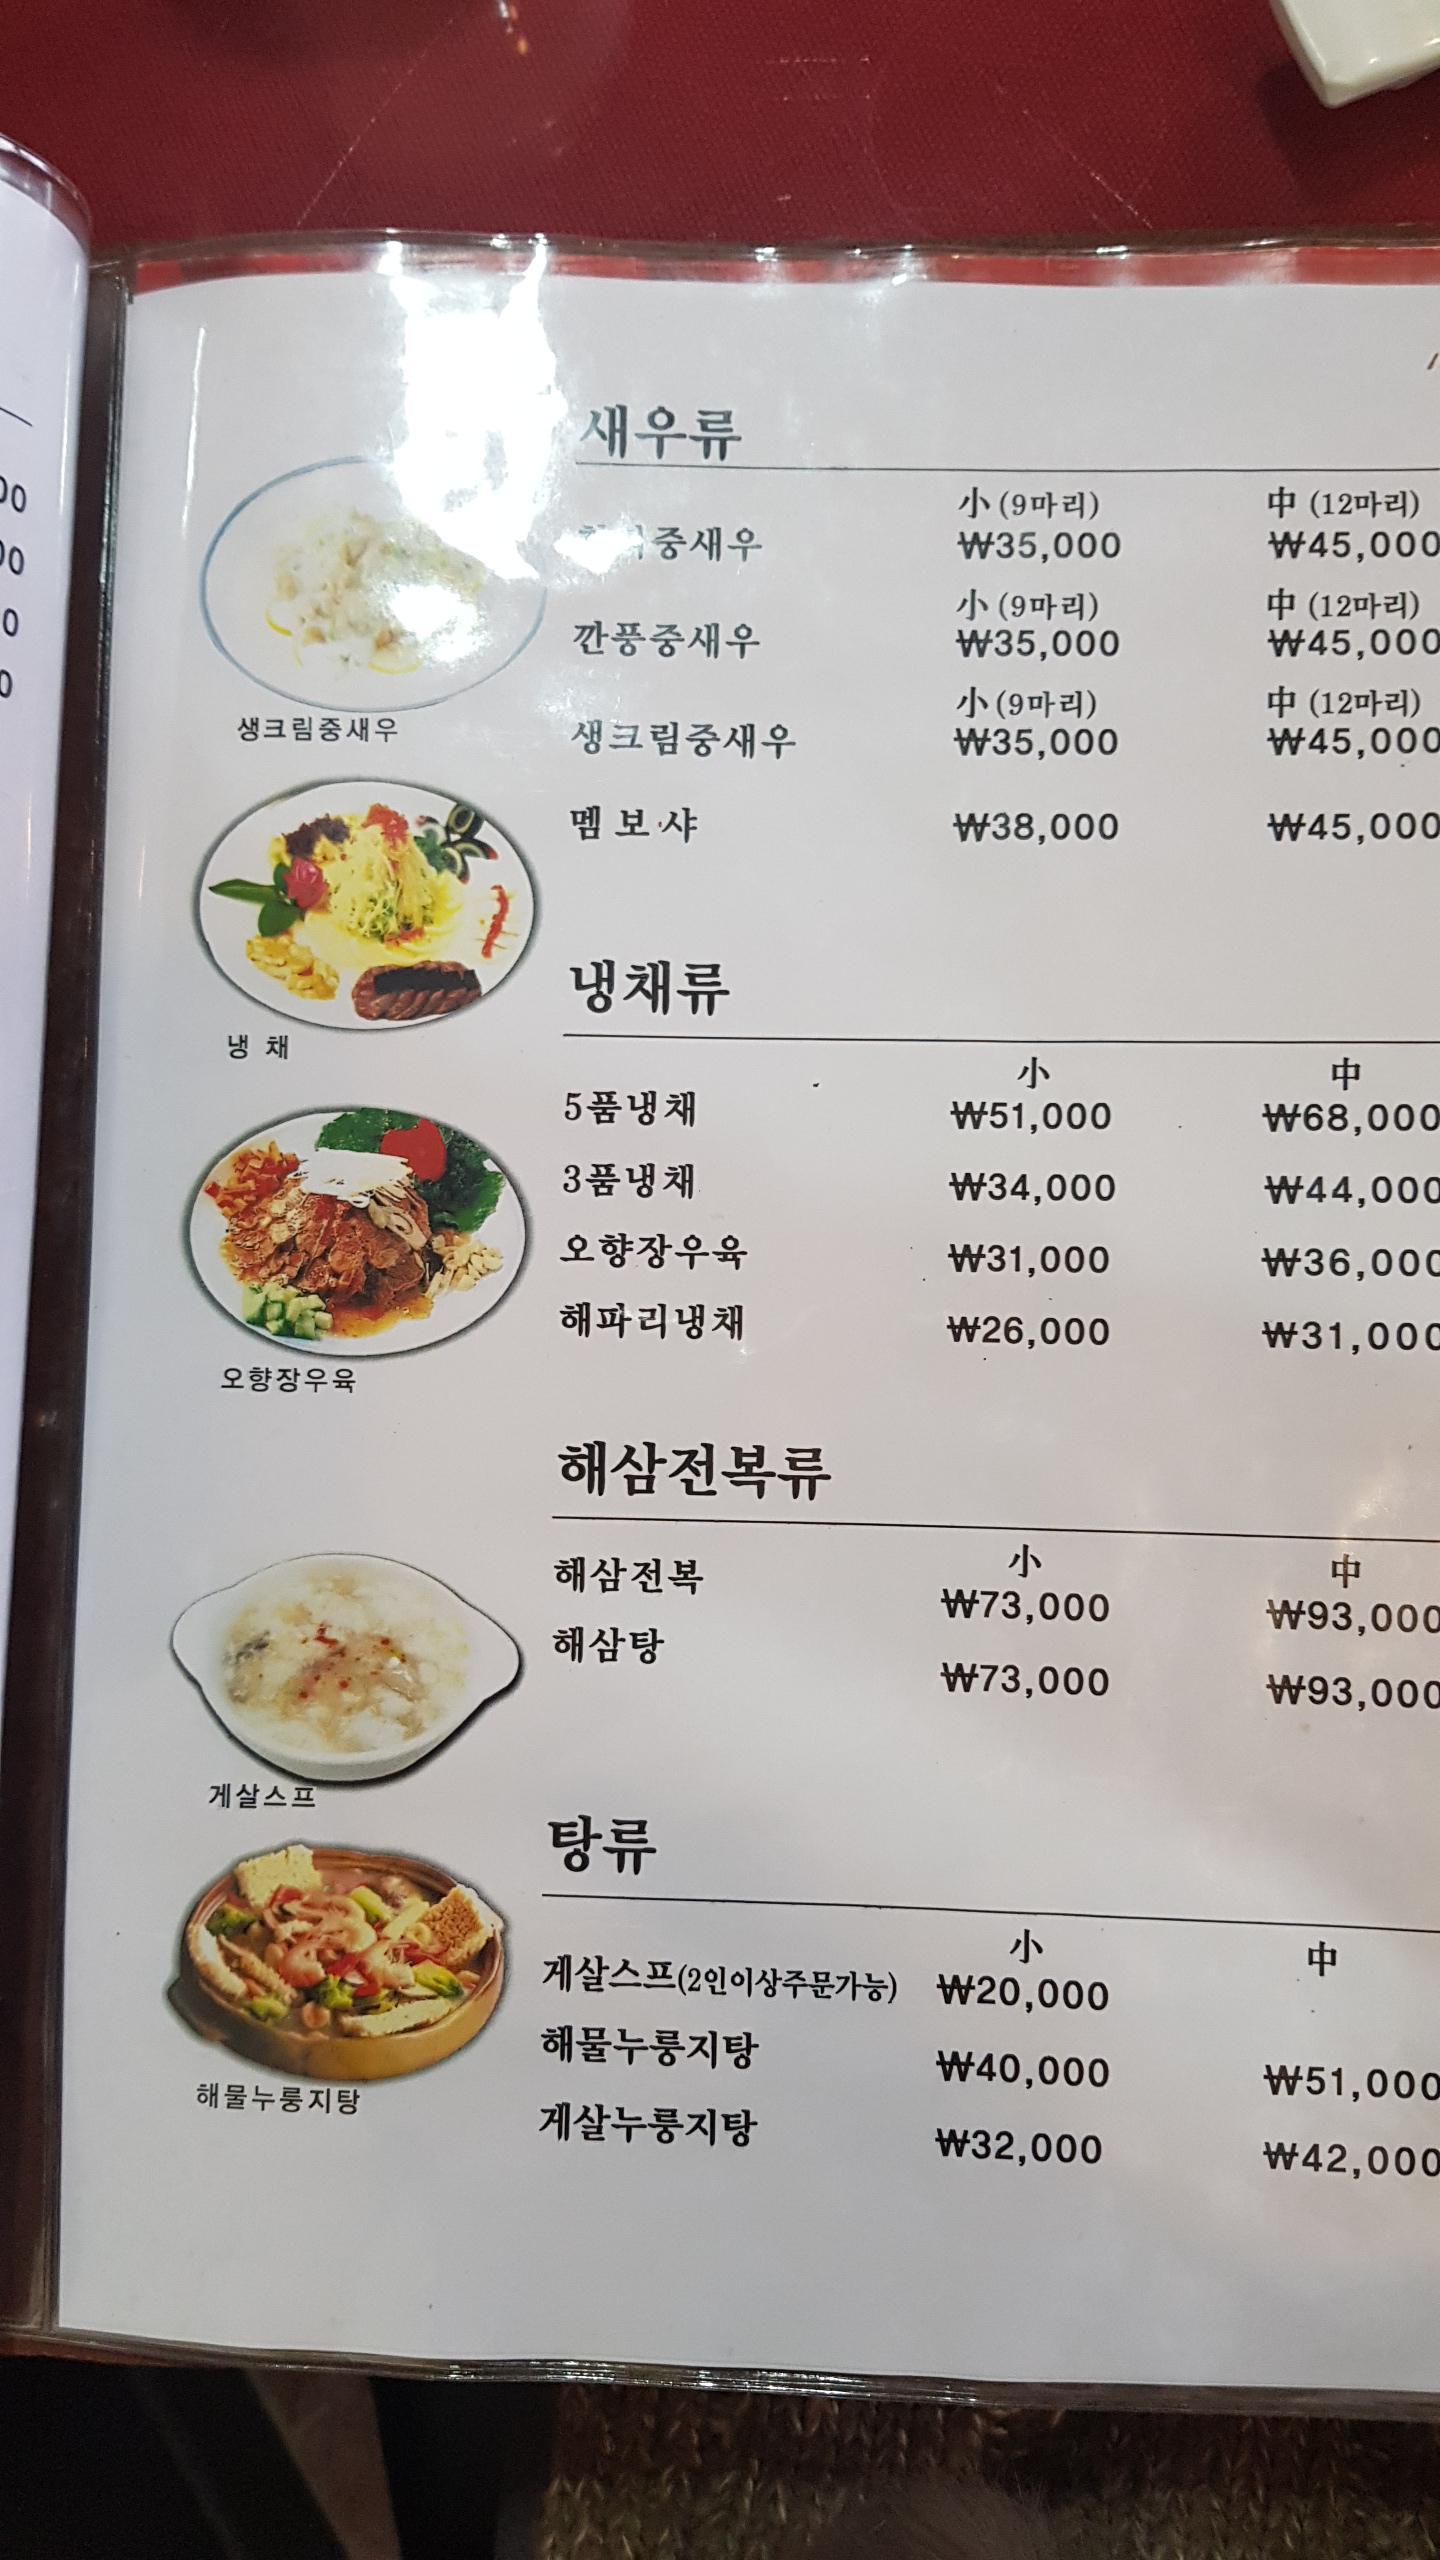 새우류
小 (9마리) 中 (12마리)
중새우 ₩35,000 ₩45,000
小 (9마리) 中 (12마리)
깐풍중새우 ₩35,000 ₩45,000
小 (9마리) 中 (12마리)
생크림중새우 ₩35,000 ₩45,000
멤보샤 ₩38,000 ₩45,000
생크림중새우
냉채류
小 中
5품냉채 ₩51,000 ₩68,000
3품냉채 ₩34,000 ₩44,000
오향장우육 ₩31,000 ₩36,000
해파리냉채 ₩26,000 ₩31,000
냉 채
오향장우육
해삼전복류
小 中
해삼전복 ₩73,000 ₩93,000
해삼탕 ₩73,000 ₩93,000
게살스프
탕류
小 中
게살스프(2인이상주문가능) ₩20,000
해물누룽지탕 ₩40,000 ₩51,000
게살누룽지탕 ₩32,000 ₩42,000
해물누룽지탕